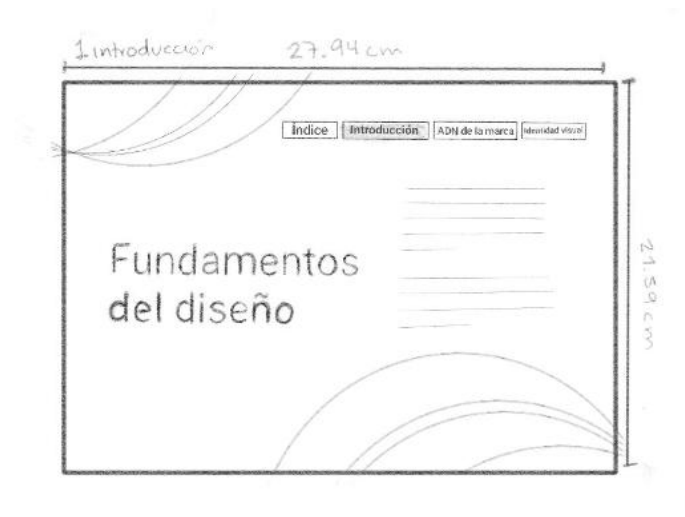 1. introducción 27.94 cm
Índice Introducción ADN de la marca Identidad visual
Fundamentos
del diseño
21.59 cm